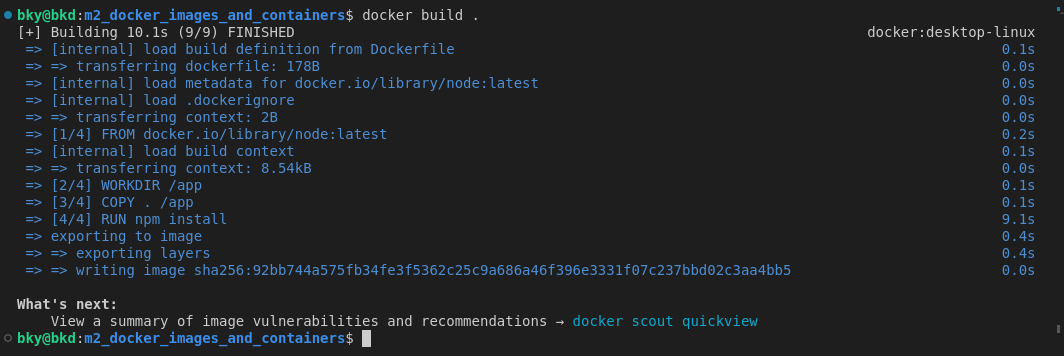 bky@bkd:m2_docker_images_and_containers$ docker build .
[+] Building 10.1s (9/9) FINISHED docker:desktop-linux
=> [internal] load build definition from Dockerfile 0.1s
=> => transferring dockerfile: 178B 0.0s
=> [internal] load metadata for docker.io/library/node:latest 0.0s
=> [internal] load .dockerignore 0.0s
=> => transferring context: 2B 0.0s
=> [1/4] FROM docker.io/library/node:latest 0.2s
=> [internal] load build context 0.1s
=> => transferring context: 8.54kB 0.0s
=> [2/4] WORKDIR /app 0.1s
=> [3/4] COPY . /app 0.1s
=> [4/4] RUN npm install 9.1s
=> exporting to image 0.4s
=> => exporting layers 0.4s
=> => writing image sha256:92bb744a575fb34fe3f5362c25c9a686a46f396e3331f07c237bbd02c3aa4bb5 0.0s
What's next:
View a summary of image vulnerabilities and recommendations → docker scout quickview
bky@bkd:m2_docker_images_and_containers$